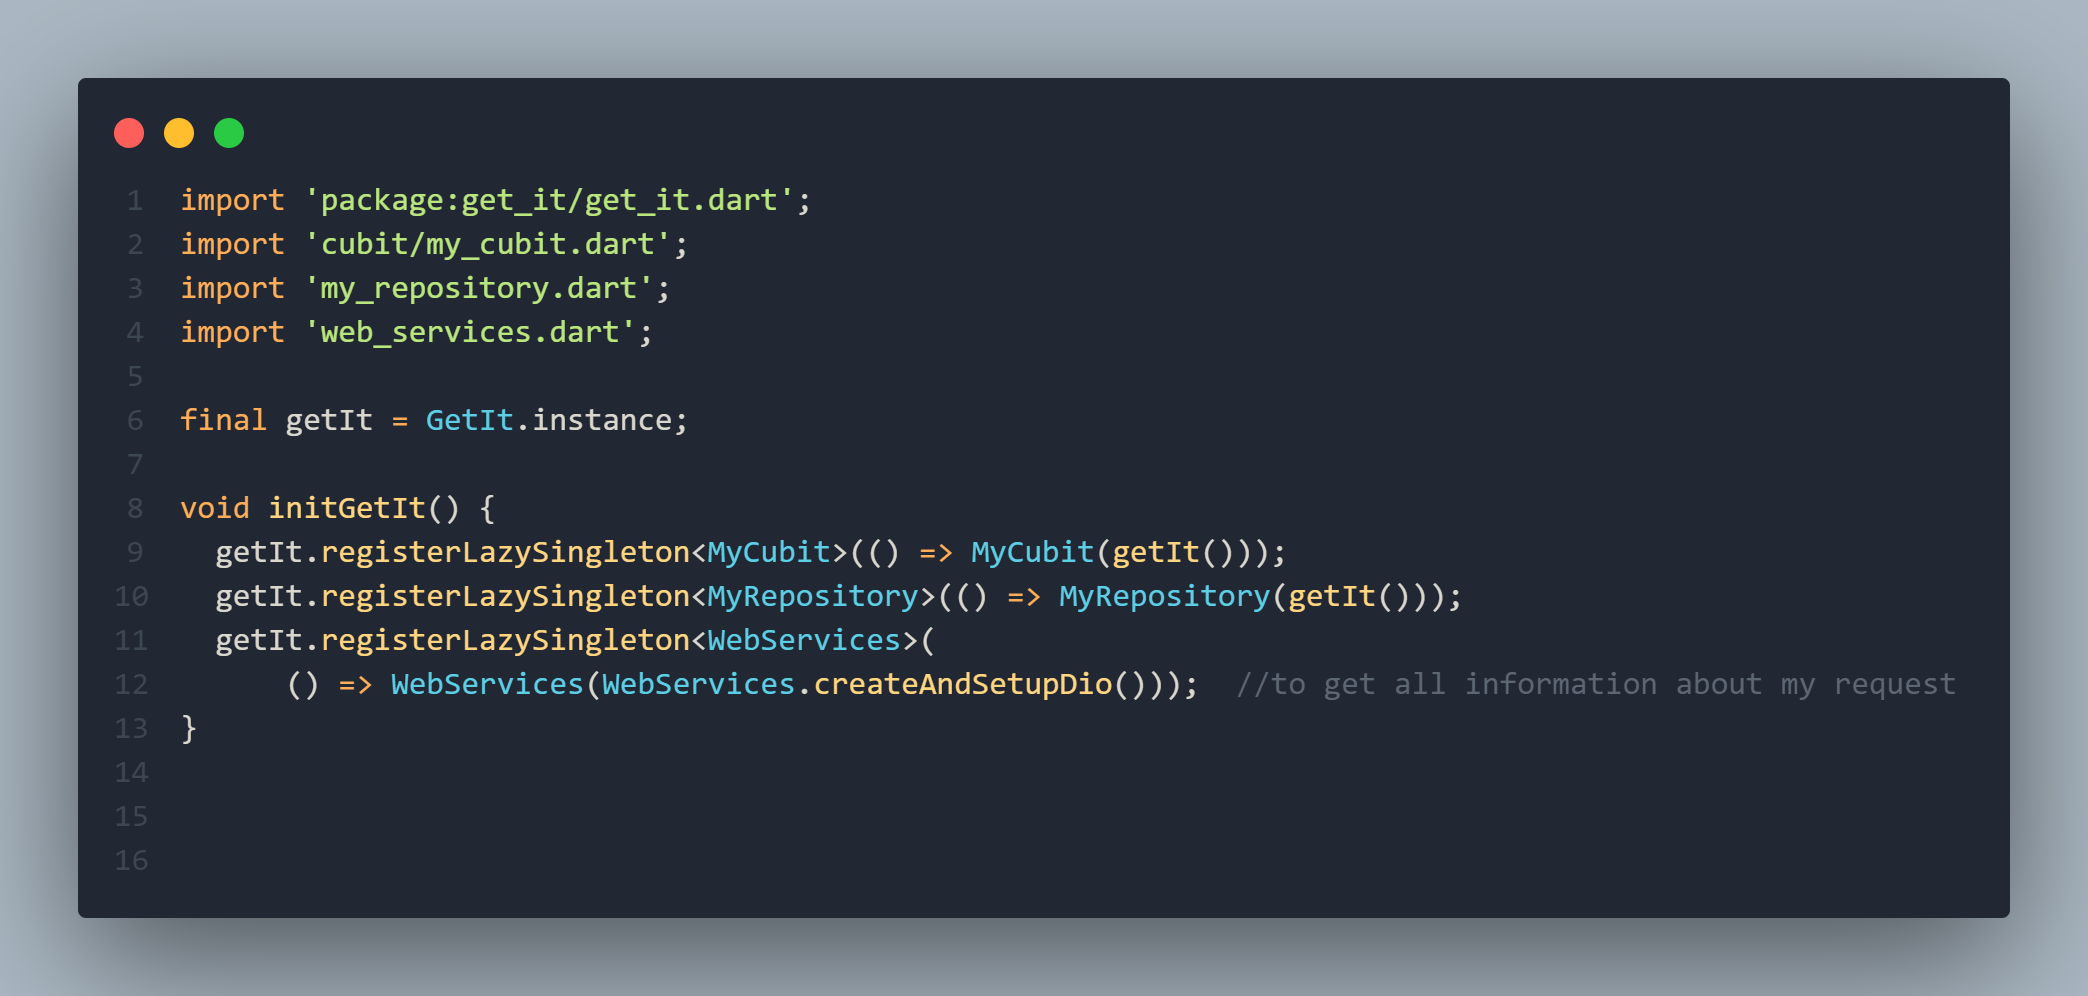 1 import 'package:get_it/get_it.dart';
2 import 'cubit/my_cubit.dart';
3 import 'my_repository.dart';
4 import 'web_services.dart';
5
6 final getIt = GetIt.instance;
7
8 void initGetIt() {
9   getIt.registerLazySingleton<MyCubit>(() => MyCubit(getIt()));
10   getIt.registerLazySingleton<MyRepository>(() => MyRepository(getIt()));
11   getIt.registerLazySingleton<WebServices>(
12       () => WebServices(WebServices.createAndSetupDio()));  //to get all information about my request
13 }
14
15
16